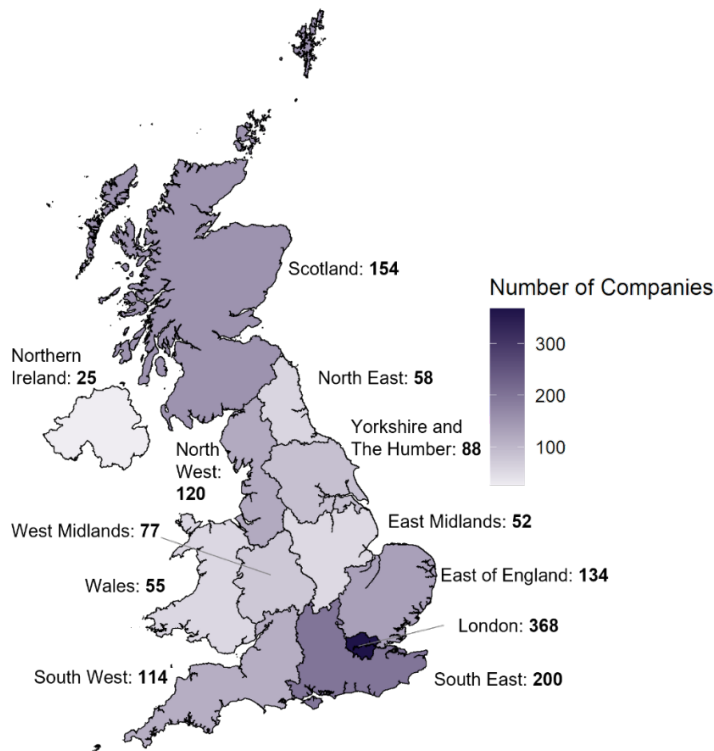 Scotland: 154
Number of Companies
300
200
100
Northern
Ireland: 25
North East: 58
Yorkshire and
The Humber: 88
North
West:
120
West Midlands: 77
East Midlands: 52
Wales: 55
East of England: 134
London: 368
South West: 114
South East: 200